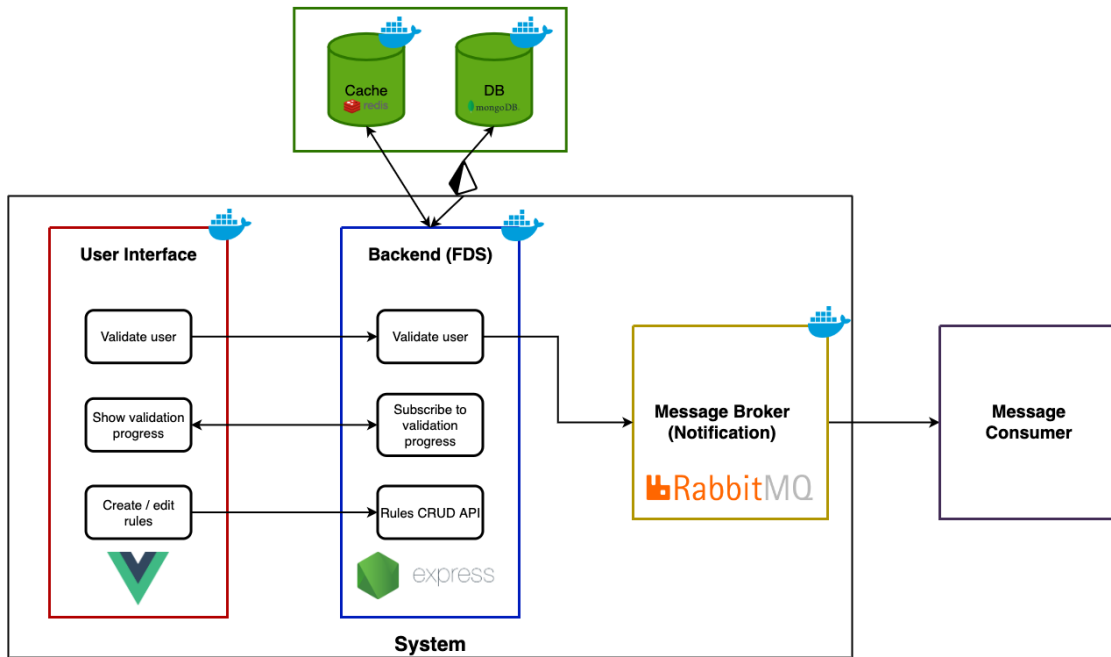 Cache
redis
DB
mongoDB.
User Interface
Backend (FDS)
Validate user
Validate user
Show validation
progress
Subscribe to
validation
progress
Message Broker
(Notification)
Message
Consumer
RabbitMQ
Create / edit
rules
Rules CRUD API
express
System